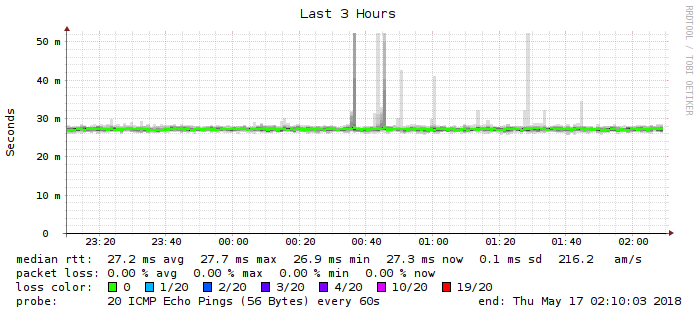 Last 3 Hours
RRDTOOL / TOBI OETIKER
Seconds
50 m
40 m
30 m
20 m
10 m
0
23:20 23:40 00:00 00:20 00:40 01:00 01:20 01:40 02:00
median rtt: 27.2 ms avg 27.7 ms max 26.9 ms min 27.3 ms now 0.1 ms sd 216.2 am/s
packet loss: 0.00 % avg 0.00 % max 0.00 % min 0.00 % now
loss color: 0 1/20 2/20 3/20 4/20 10/20 19/20
probe: 20 ICMP Echo Pings (56 Bytes) every 60s end: Thu May 17 02:10:03 2018